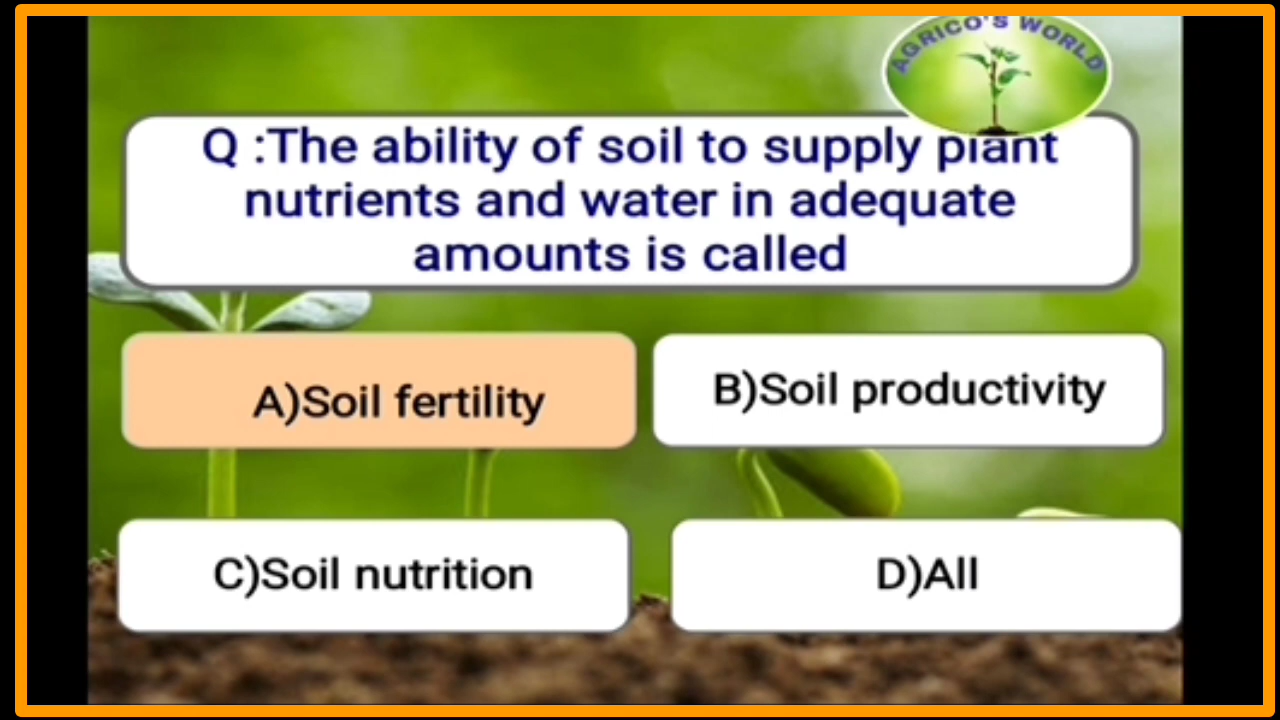 AGRICO'S WORLD
Q :The ability of soil to supply plant
nutrients and water in adequate
amounts is called
A)Soil fertility
B)Soil productivity
C)Soil nutrition
D)All